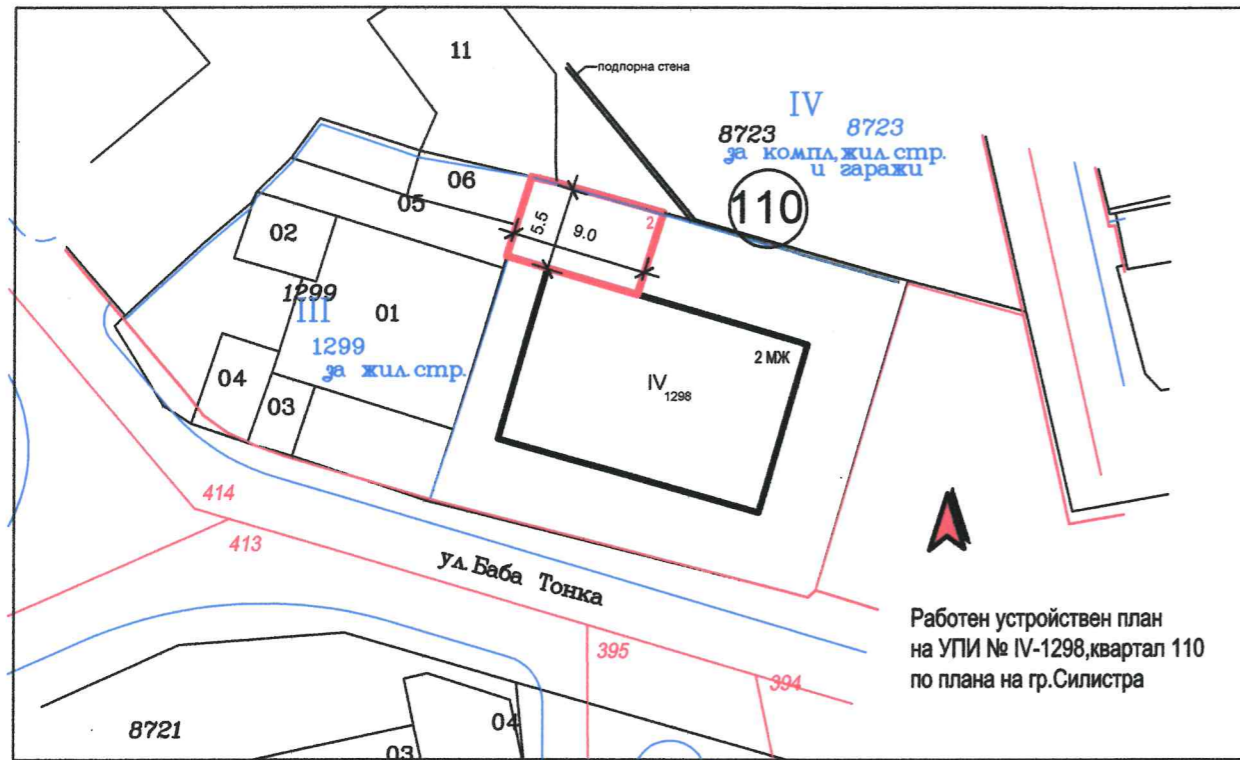 11
подпорна стена
IV
8723
8723
за компл,жил.стр.
и гаражи
110
06
05
02
2
5.5
9.0
1299
III
01
1299
за жил.стр.
04
03
2 МЖ
IV
1298
414
413
ул.Баба Тонка
395
394
Работен устройствен план
на УПИ № IV-1298,квартал 110
по плана на гр.Силистра
8721
04
03